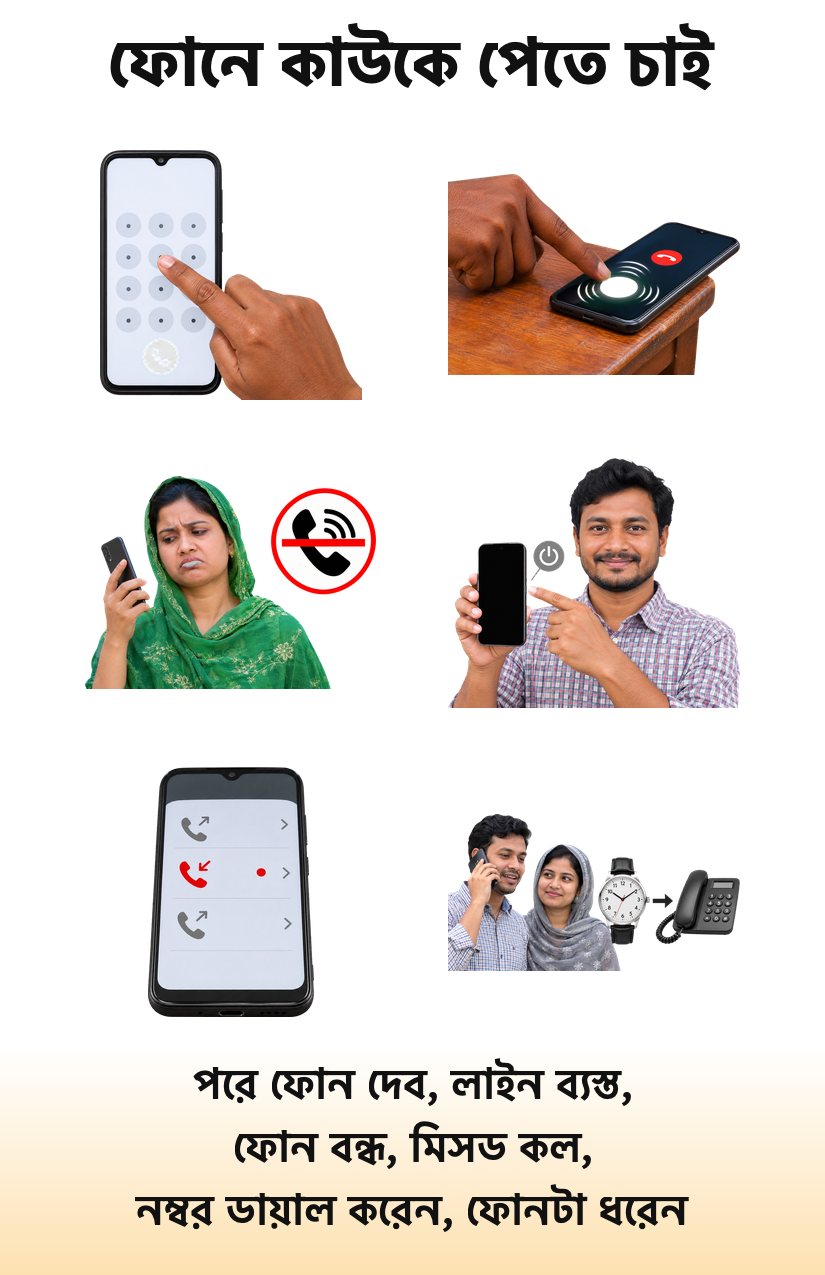 ফোনে কাউকে পেতে চাই
পরে ফোন দেব, লাইন ব্যস্ত,
ফোন বন্ধ, মিসড কল,
নম্বর ডায়াল করেন, ফোনটা ধরেন